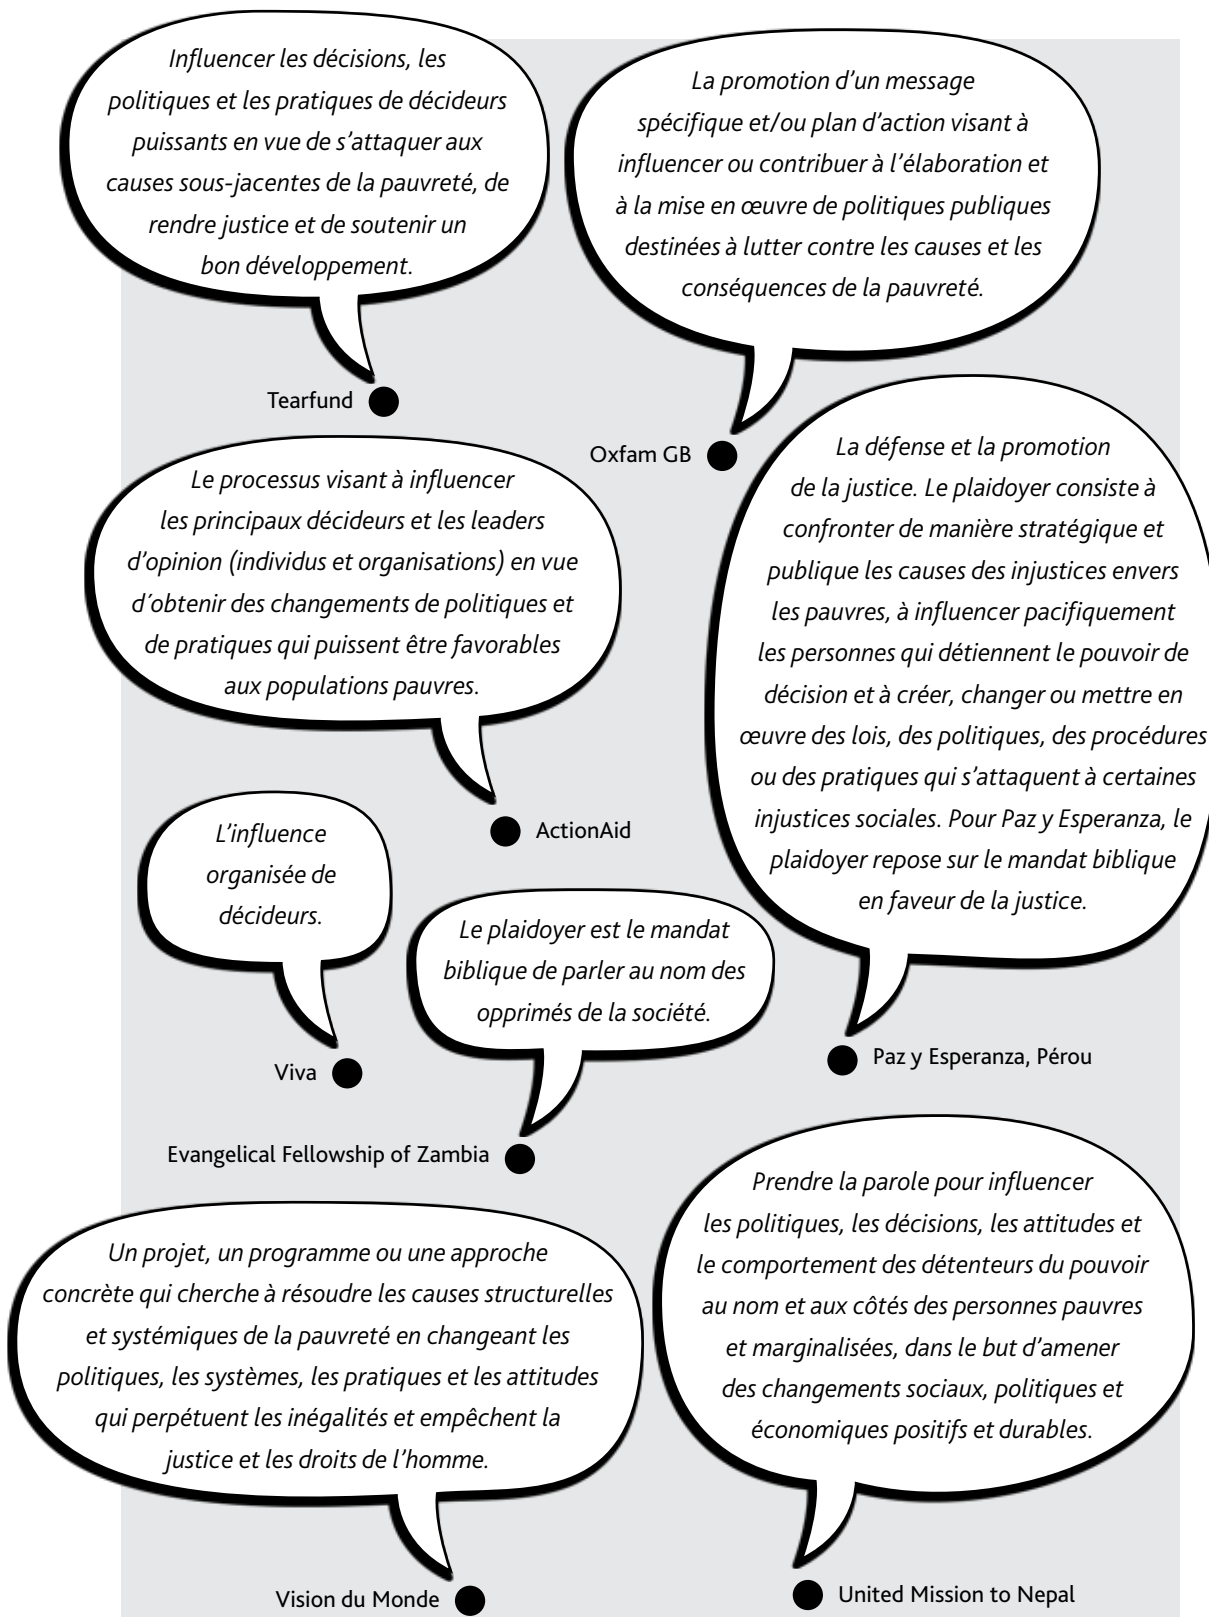 Influencer les décisions, les
politiques et les pratiques de décideurs
puissants en vue de s’attaquer aux
causes sous-jacentes de la pauvreté, de
rendre justice et de soutenir un
bon développement.
Tearfund
La promotion d’un message
spécifique et/ou plan d’action visant à
influencer ou contribuer à l’élaboration et
à la mise en œuvre de politiques publiques
destinées à lutter contre les causes et les
conséquences de la pauvreté.
Oxfam GB
Le processus visant à influencer
les principaux décideurs et les leaders
d’opinion (individus et organisations) en vue
d´obtenir des changements de politiques et
de pratiques qui puissent être favorables
aux populations pauvres.
ActionAid
La défense et la promotion
de la justice. Le plaidoyer consiste à
confronter de manière stratégique et
publique les causes des injustices envers
les pauvres, à influencer pacifiquement
les personnes qui détiennent le pouvoir de
décision et à créer, changer ou mettre en
œuvre des lois, des politiques, des procédures
ou des pratiques qui s’attaquent à certaines
injustices sociales. Pour Paz y Esperanza, le
plaidoyer repose sur le mandat biblique
en faveur de la justice.
Paz y Esperanza, Pérou
L’influence
organisée de
décideurs.
Viva
Le plaidoyer est le mandat
biblique de parler au nom des
opprimés de la société.
Evangelical Fellowship of Zambia
Un projet, un programme ou une approche
concrète qui cherche à résoudre les causes structurelles
et systémiques de la pauvreté en changeant les
politiques, les systèmes, les pratiques et les attitudes
qui perpétuent les inégalités et empêchent la
justice et les droits de l’homme.
Vision du Monde
Prendre la parole pour influencer
les politiques, les décisions, les attitudes et
le comportement des détenteurs du pouvoir
au nom et aux côtés des personnes pauvres
et marginalisées, dans le but d’amener
des changements sociaux, politiques et
économiques positifs et durables.
United Mission to Nepal